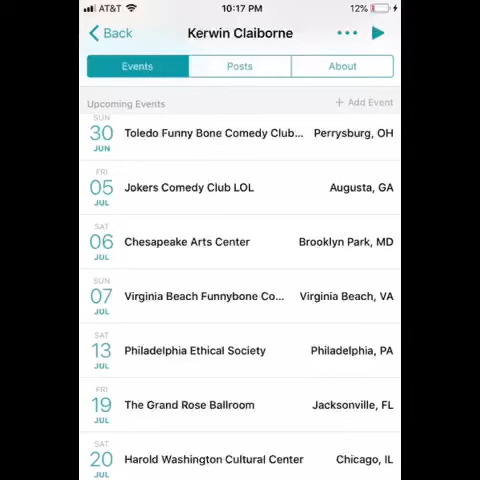 AT&T 10:17 PM 12%
Back Kerwin Claiborne
Events Posts About
Upcoming Events + Add Event
SUN
30 Toledo Funny Bone Comedy Club... Perrysburg, OH
JUN
FRI
05 Jokers Comedy Club LOL Augusta, GA
JUL
SAT
06 Chesapeake Arts Center Brooklyn Park, MD
JUL
SUN
07 Virginia Beach Funnybone Co... Virginia Beach, VA
JUL
SAT
13 Philadelphia Ethical Society Philadelphia, PA
JUL
FRI
19 The Grand Rose Ballroom Jacksonville, FL
JUL
SAT
20 Harold Washington Cultural Center Chicago, IL
JUL